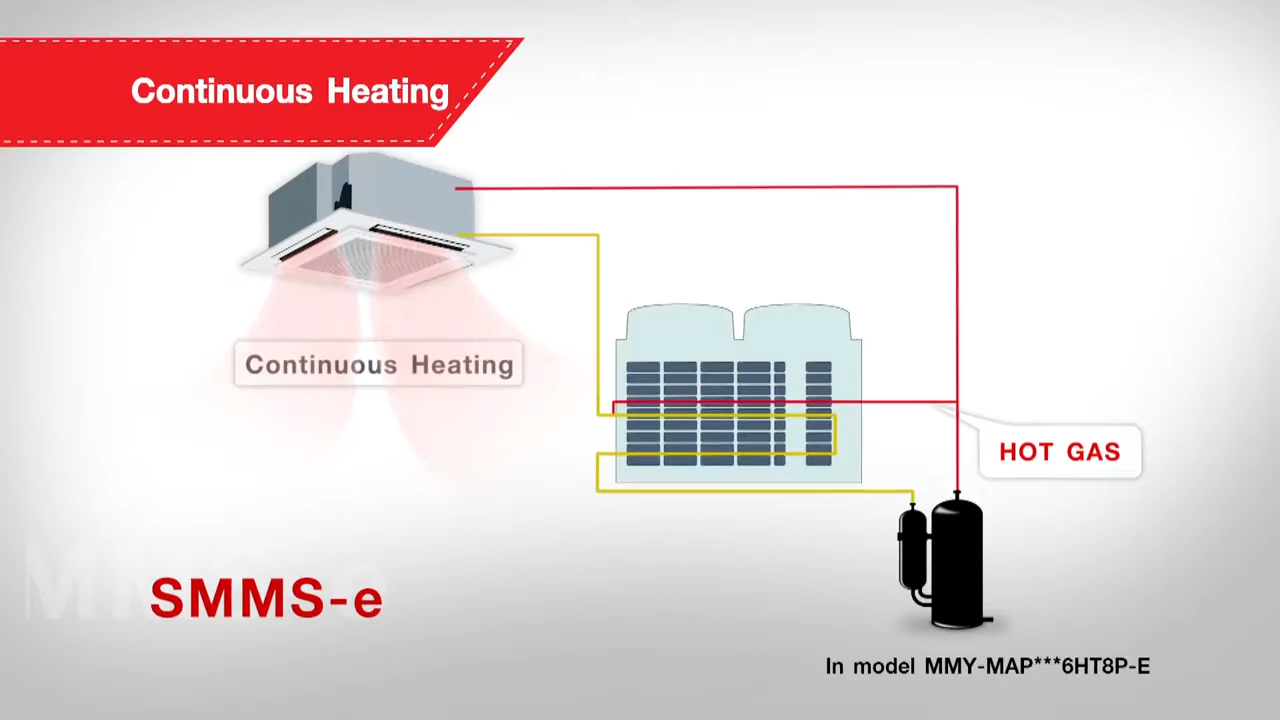 Continuous Heating
Continuous Heating
HOT GAS
SMMS-e
In model MMY-MAP***6HT8P-E